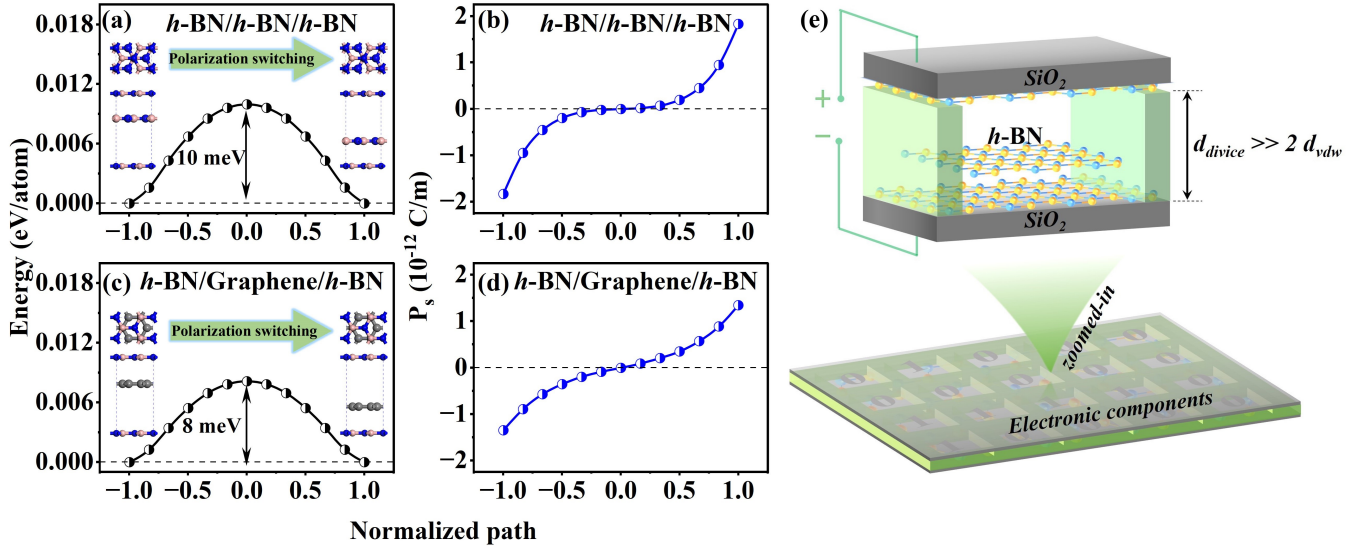 Energy (eV/atom)
(a) h-BN/h-BN/h-BN
0.018
0.012
0.006
0.000
Polarization switching
10 meV
−1.0 −0.5 0.0 0.5 1.0
(b) h-BN/h-BN/h-BN
2
1
0
−1
−2
−1.0 −0.5 0.0 0.5 1.0
Pₛ (10⁻¹² C/m)
(c) h-BN/Graphene/h-BN
0.018
0.012
0.006
0.000
Polarization switching
8 meV
−1.0 −0.5 0.0 0.5 1.0
(d) h-BN/Graphene/h-BN
2
1
0
−1
−2
−1.0 −0.5 0.0 0.5 1.0
Normalized path
(e)
SiO₂
+
−
h-BN
d_divice >> 2 d_vdw
SiO₂
zoomed-in
Electronic components